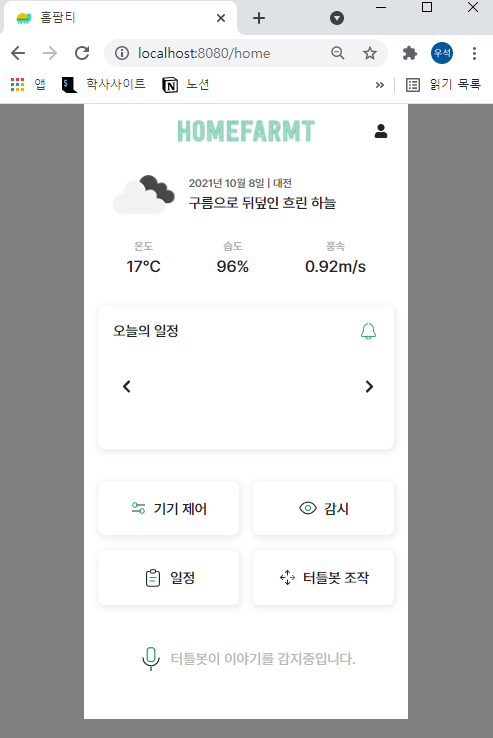 홈팜티
localhost:8080/home
우석
앱
학사사이트
노션
»
읽기 목록
HOMEFARMT
2021년 10월 8일 | 대전
구름으로 뒤덮인 흐린 하늘
온도 습도 풍속
17°C 96% 0.92m/s
오늘의 일정
기기 제어 감시
일정 터틀봇 조작
터틀봇이 이야기를 감지중입니다.